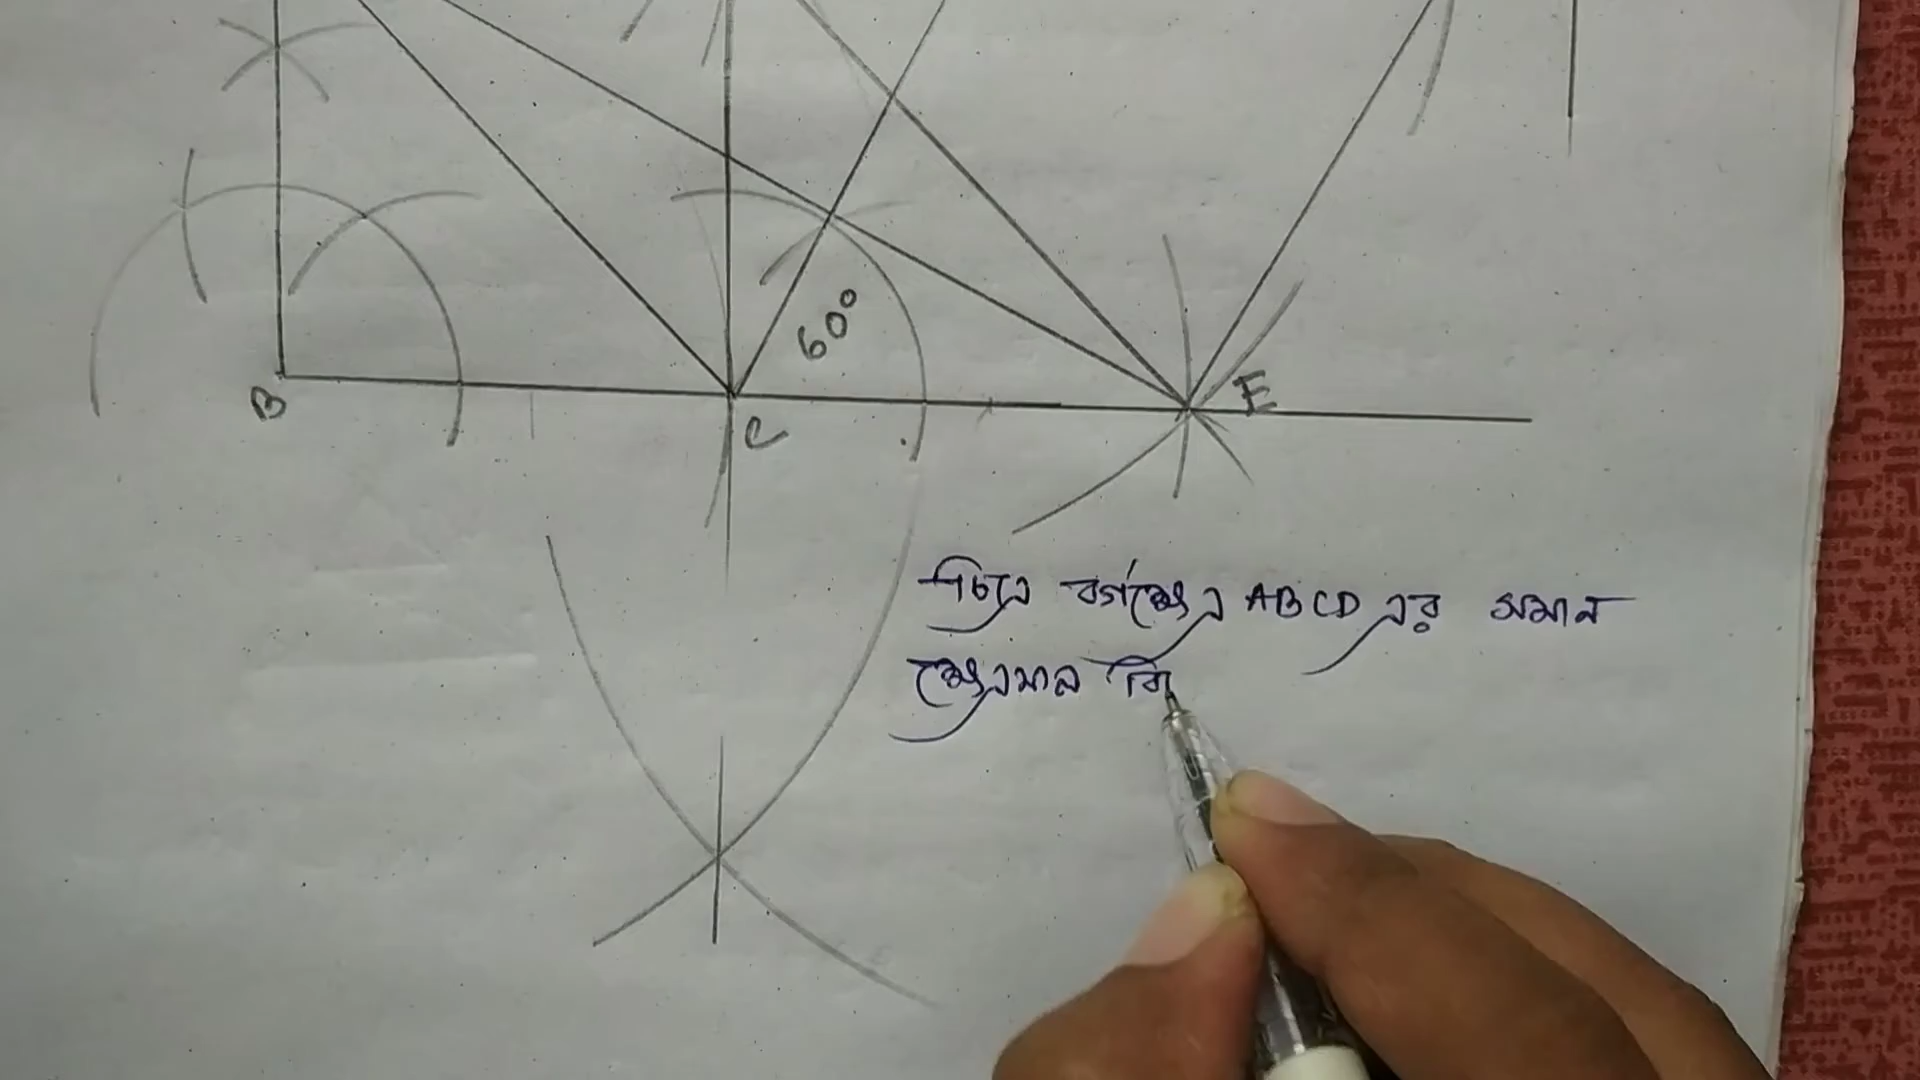 60°
B
C
E
চিত্রে বর্গক্ষেত্র ABCD এর সমান
ক্ষেত্রফল বি